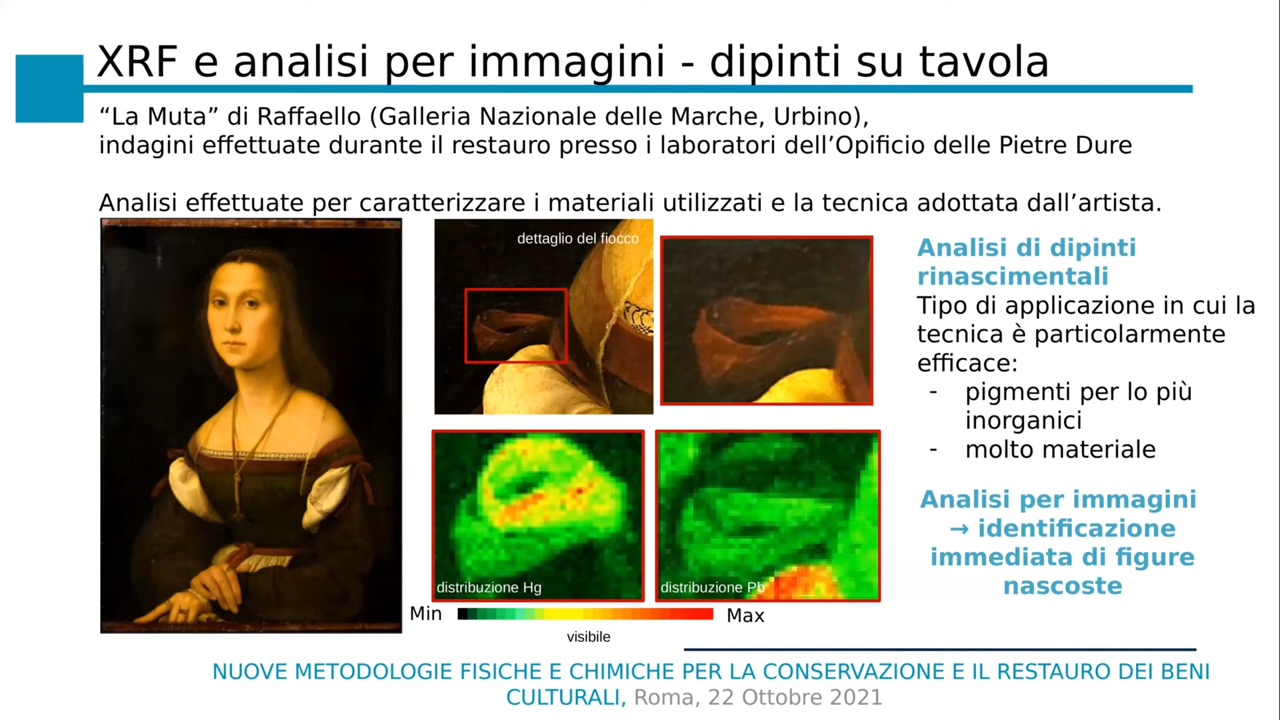 XRF e analisi per immagini - dipinti su tavola
“La Muta” di Raffaello (Galleria Nazionale delle Marche, Urbino),
indagini effettuate durante il restauro presso i laboratori dell’Opificio delle Pietre Dure
Analisi effettuate per caratterizzare i materiali utilizzati e la tecnica adottata dall’artista.
dettaglio del fiocco
distribuzione Hg
distribuzione Pb
Min
Max
visibile
Analisi di dipinti
rinascimentali
Tipo di applicazione in cui la
tecnica è particolarmente
efficace:
- pigmenti per lo più
inorganici
- molto materiale
Analisi per immagini
→ identificazione
immediata di figure
nascoste
NUOVE METODOLOGIE FISICHE E CHIMICHE PER LA CONSERVAZIONE E IL RESTAURO DEI BENI
CULTURALI, Roma, 22 Ottobre 2021